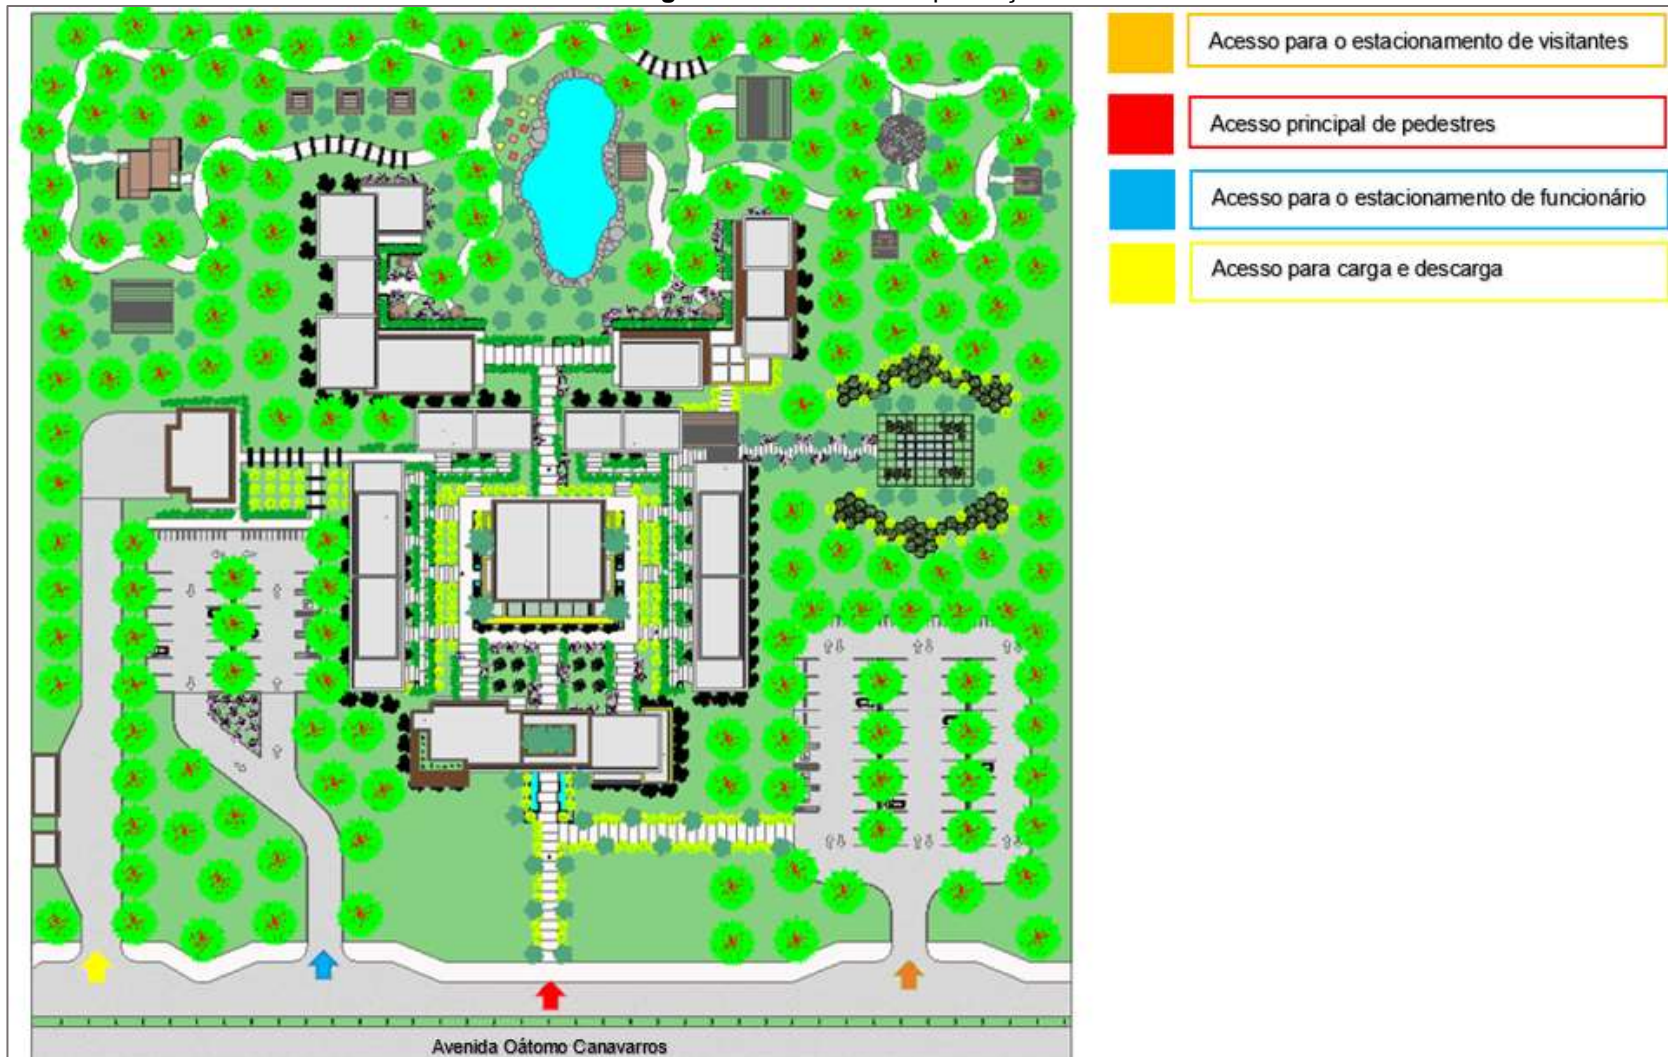 Acesso para o estacionamento de visitantes
Acesso principal de pedestres
Acesso para o estacionamento de funcionário
Acesso para carga e descarga
Avenida Oátomo Canavarros